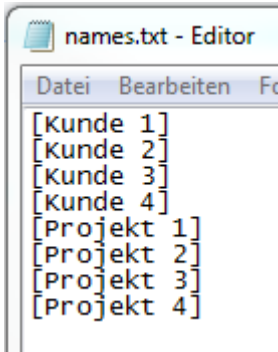 names.txt - Editor
Datei Bearbeiten
[Kunde 1]
[Kunde 2]
[Kunde 3]
[Kunde 4]
[Projekt 1]
[Projekt 2]
[Projekt 3]
[Projekt 4]